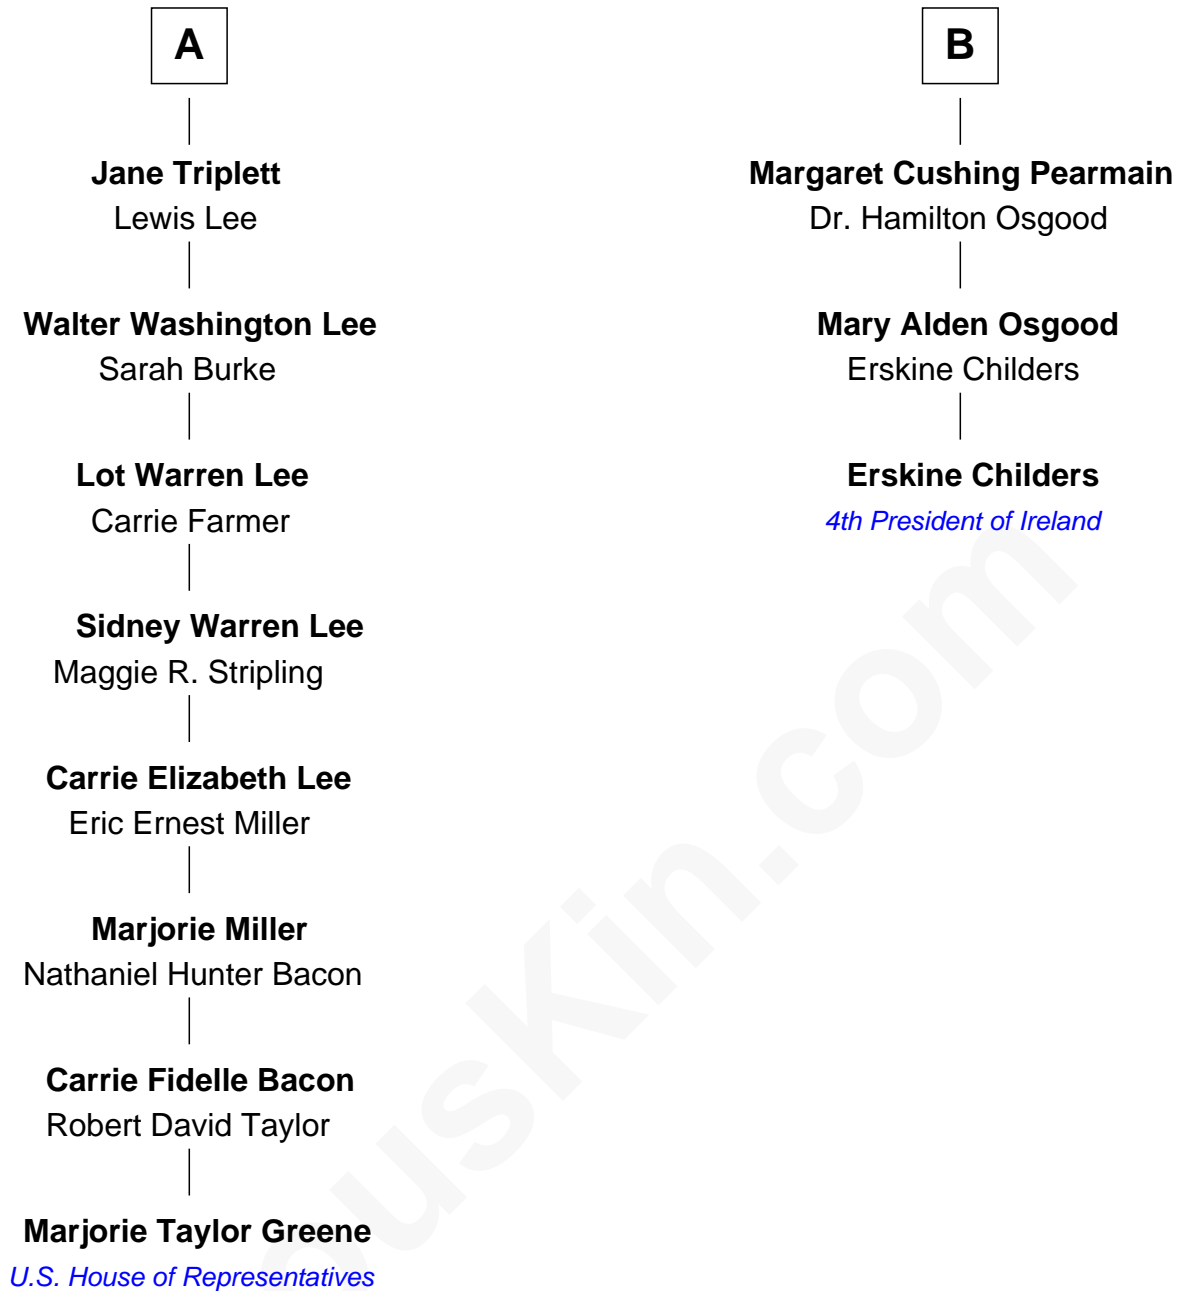 A
Jane Triplett
Lewis Lee
Walter Washington Lee
Sarah Burke
Lot Warren Lee
Carrie Farmer
Sidney Warren Lee
Maggie R. Stripling
Carrie Elizabeth Lee
Eric Ernest Miller
Marjorie Miller
Nathaniel Hunter Bacon
Carrie Fidelle Bacon
Robert David Taylor
Marjorie Taylor Greene
U.S. House of Representatives
B
Margaret Cushing Pearmain
Dr. Hamilton Osgood
Mary Alden Osgood
Erskine Childers
Erskine Childers
4th President of Ireland
ousKin.com